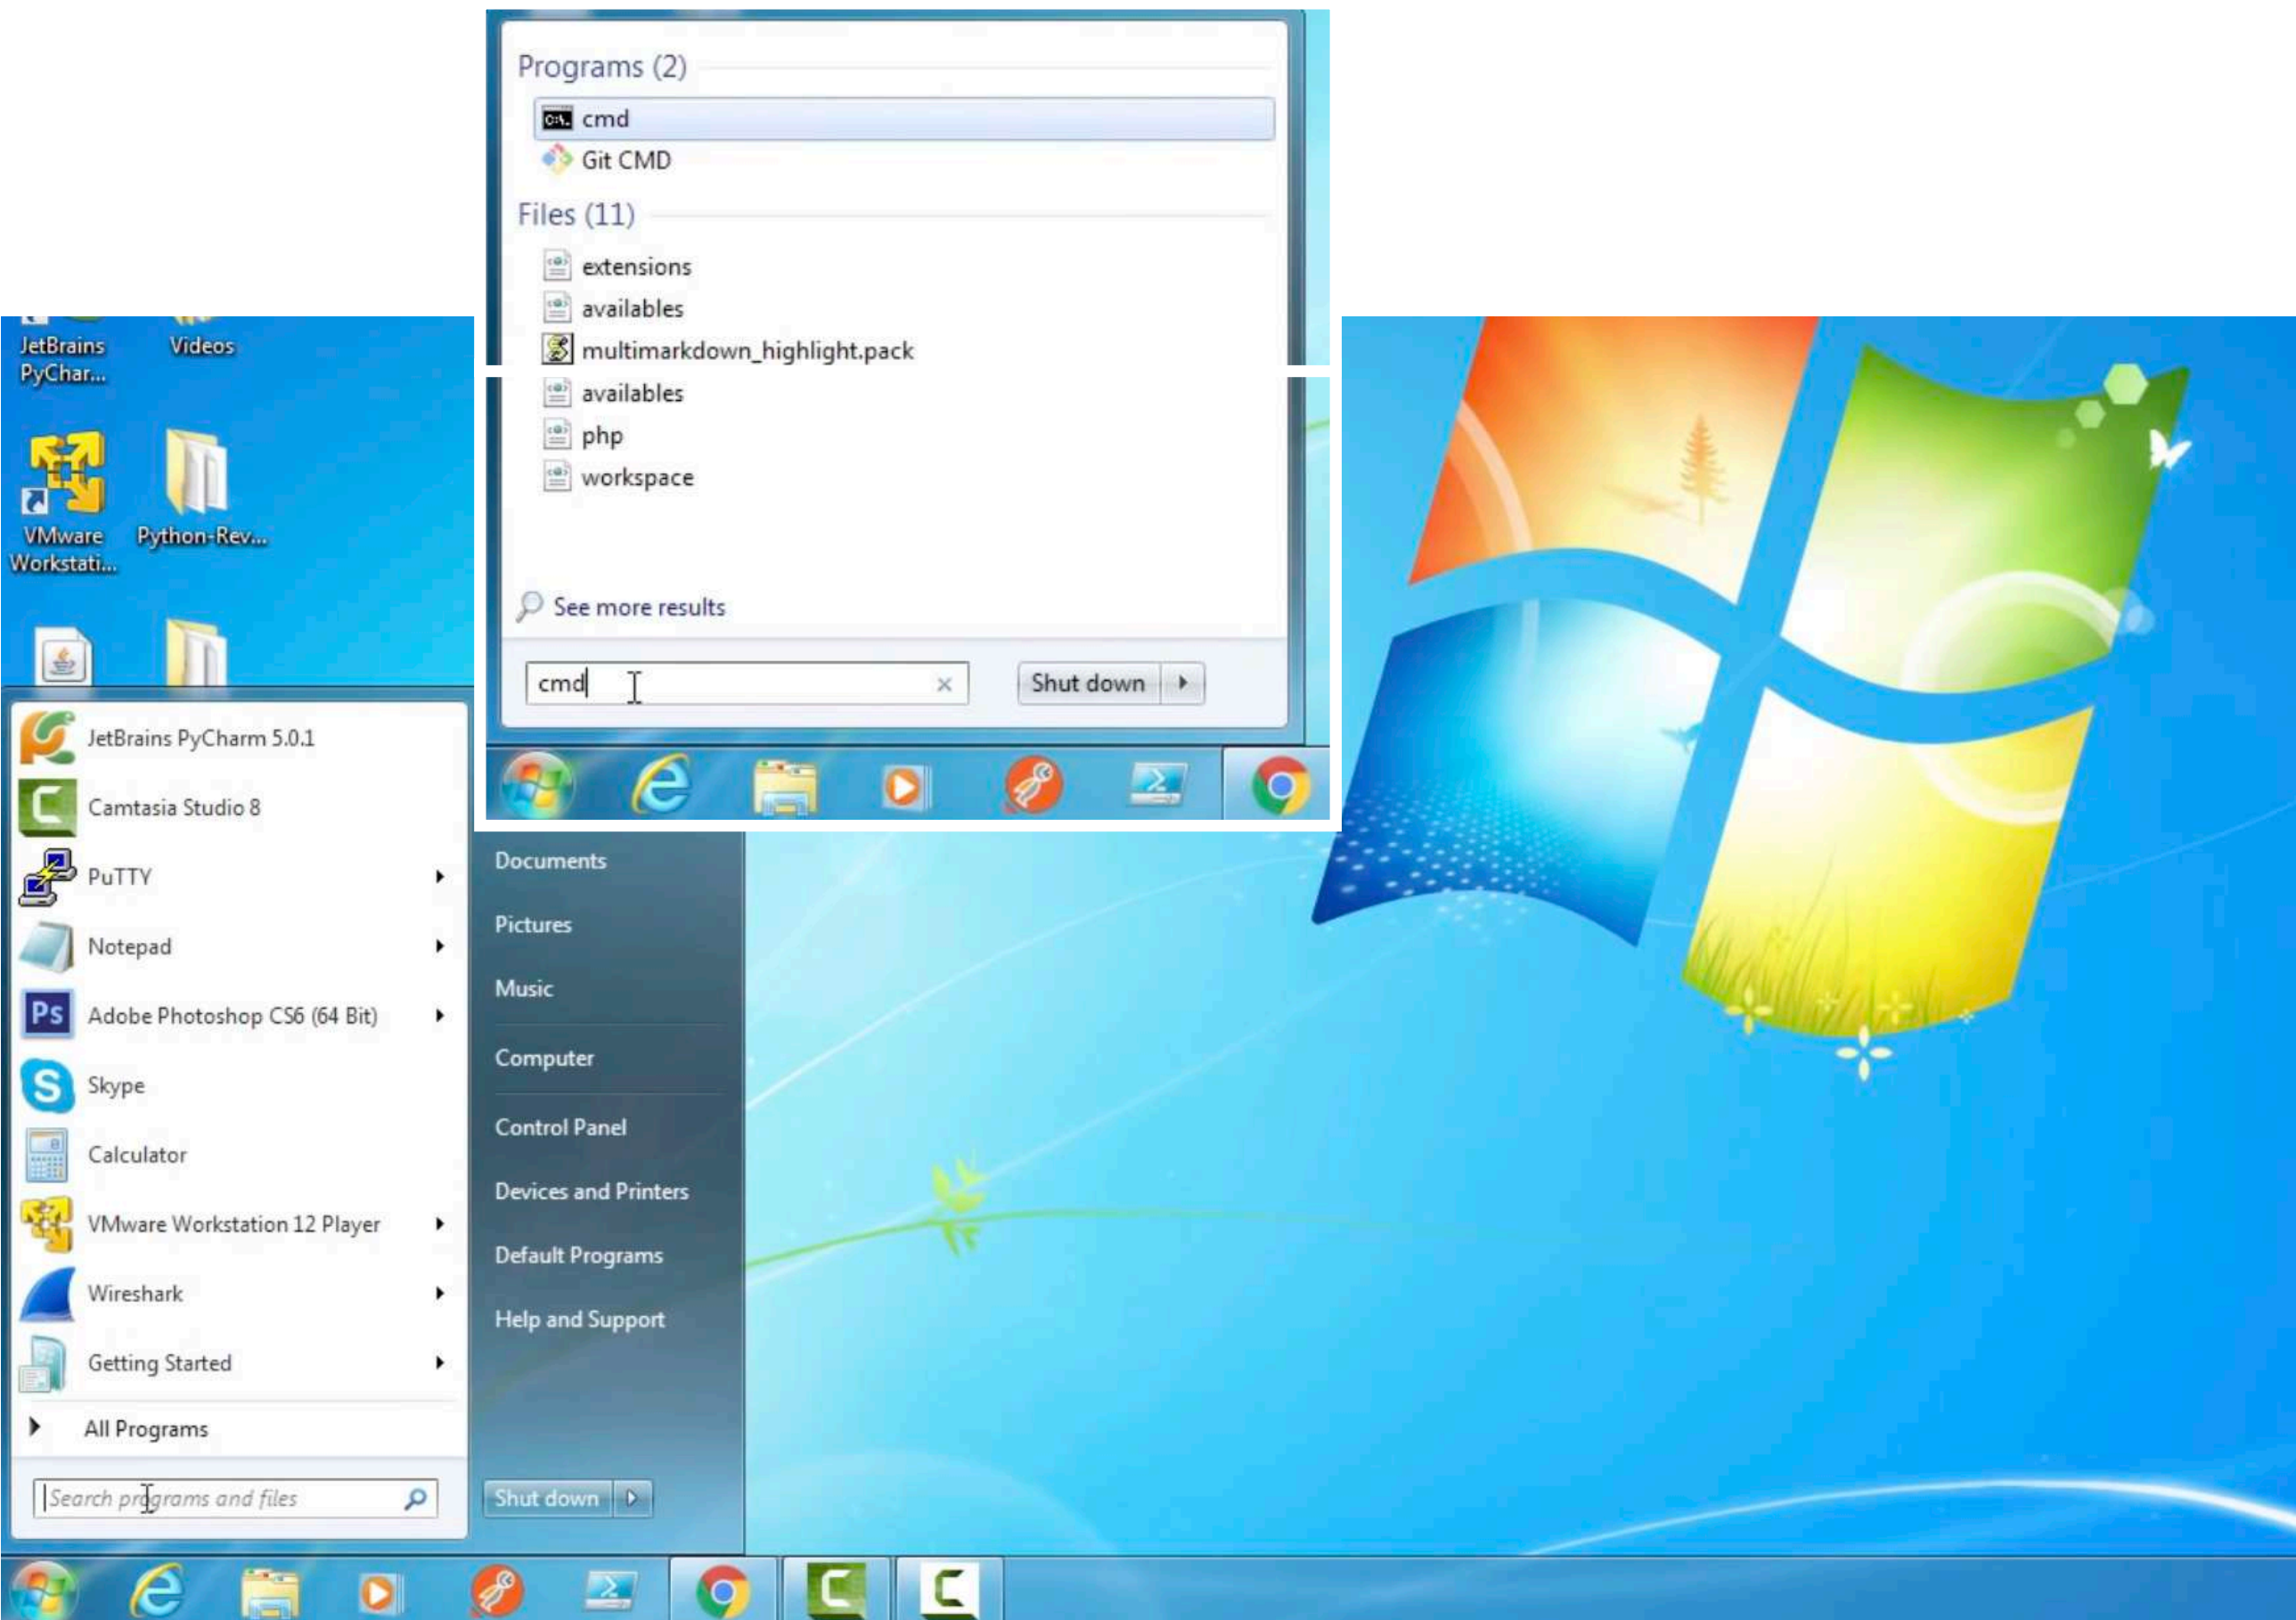 Programs (2)
cmd
Git CMD
Files (11)
extensions
availables
multimarkdown_highlight.pack
availables
php
workspace
See more results
cmd
Shut down
JetBrains
PyChar...
Videos
VMware
Workstati...
Python-Rev...
JetBrains PyCharm 5.0.1
Camtasia Studio 8
PuTTY
Notepad
Ps
Adobe Photoshop CS6 (64 Bit)
Skype
Calculator
VMware Workstation 12 Player
Wireshark
Getting Started
All Programs
Search programs and files
Documents
Pictures
Music
Computer
Control Panel
Devices and Printers
Default Programs
Help and Support
Shut down